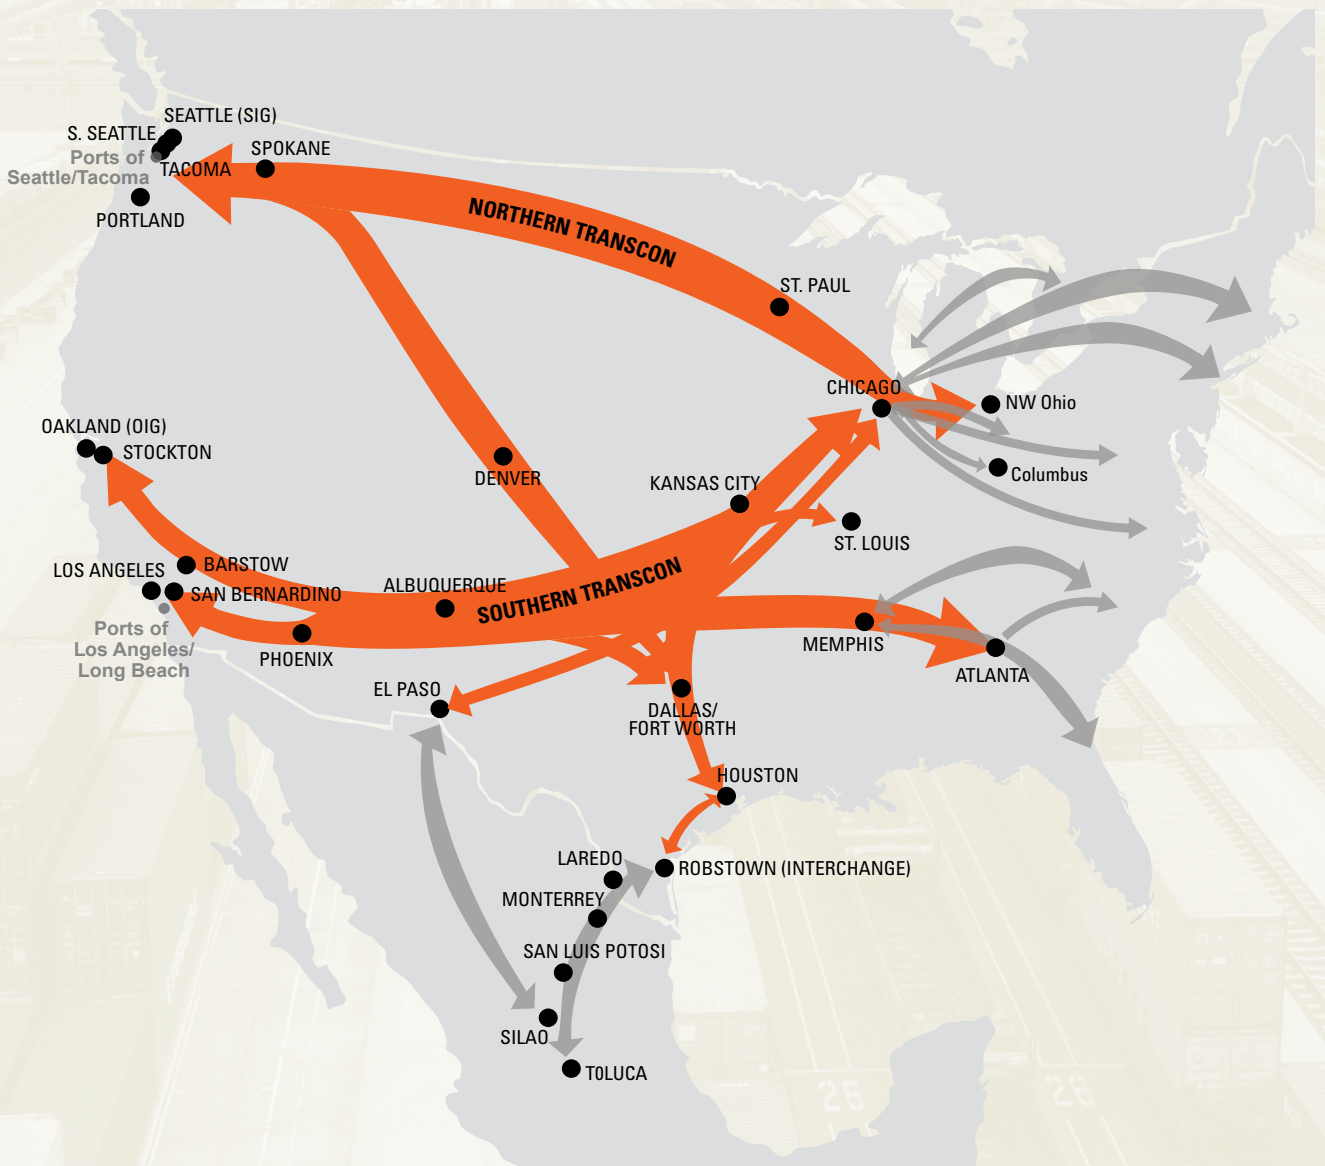 SEATTLE (SIG)
S. SEATTLE
Ports of
Seattle/Tacoma
TACOMA
SPOKANE
PORTLAND
NORTHERN TRANSCON
ST. PAUL
CHICAGO
NW Ohio
OAKLAND (OIG)
STOCKTON
DENVER
KANSAS CITY
Columbus
ST. LOUIS
BARSTOW
LOS ANGELES
SAN BERNARDINO
ALBUQUERQUE
SOUTHERN TRANSCON
Ports of
Los Angeles/
Long Beach
PHOENIX
MEMPHIS
ATLANTA
EL PASO
DALLAS/
FORT WORTH
HOUSTON
LAREDO
ROBSTOWN (INTERCHANGE)
MONTERREY
SAN LUIS POTOSI
SILAO
T0LUCA
26
26